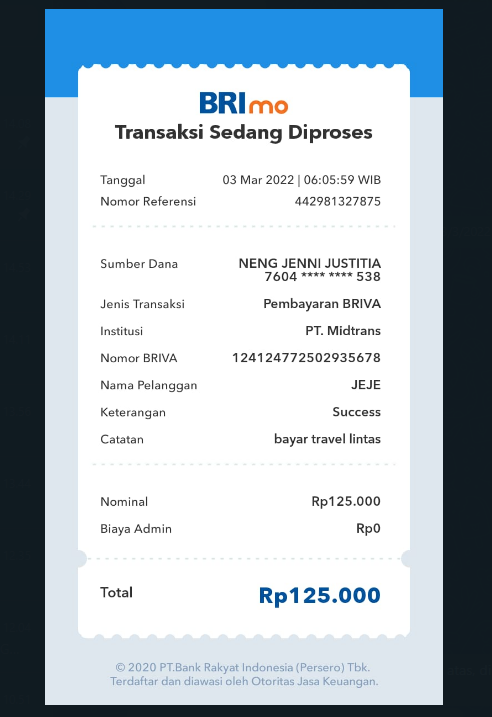 BRImo
Transaksi Sedang Diproses
Tanggal 03 Mar 2022 | 06:05:59 WIB
Nomor Referensi 442981327875
Sumber Dana NENG JENNI JUSTITIA
7604 **** **** 538
Jenis Transaksi Pembayaran BRIVA
Institusi PT. Midtrans
Nomor BRIVA 124124772502935678
Nama Pelanggan JEJE
Keterangan Success
Catatan bayar travel lintas
Nominal Rp125.000
Biaya Admin Rp0
Total Rp125.000
© 2020 PT.Bank Rakyat Indonesia (Persero) Tbk.
Terdaftar dan diawasi oleh Otoritas Jasa Keuangan.